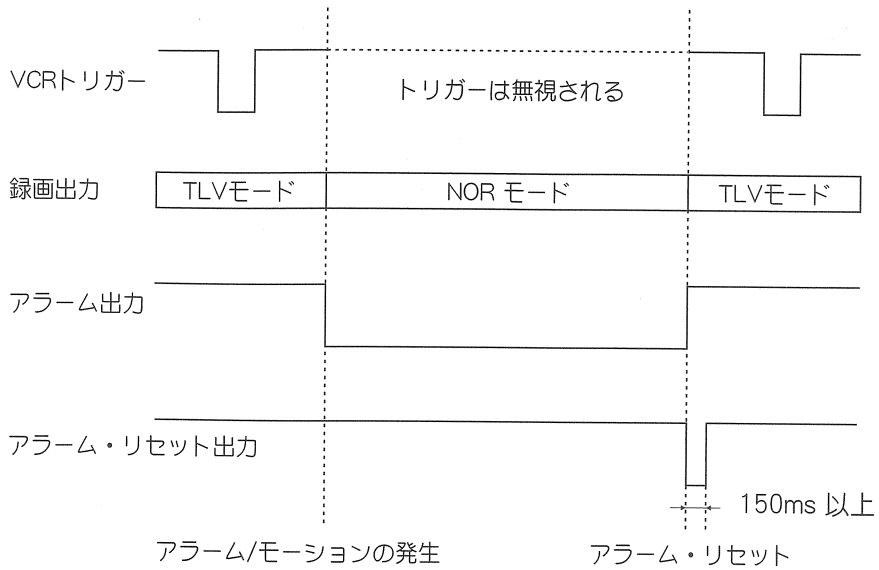 VCRトリガー
トリガーは無視される
録画出力
TLVモード
NOR モード
TLVモード
アラーム出力
アラーム・リセット出力
150ms 以上
アラーム/モーションの発生
アラーム・リセット